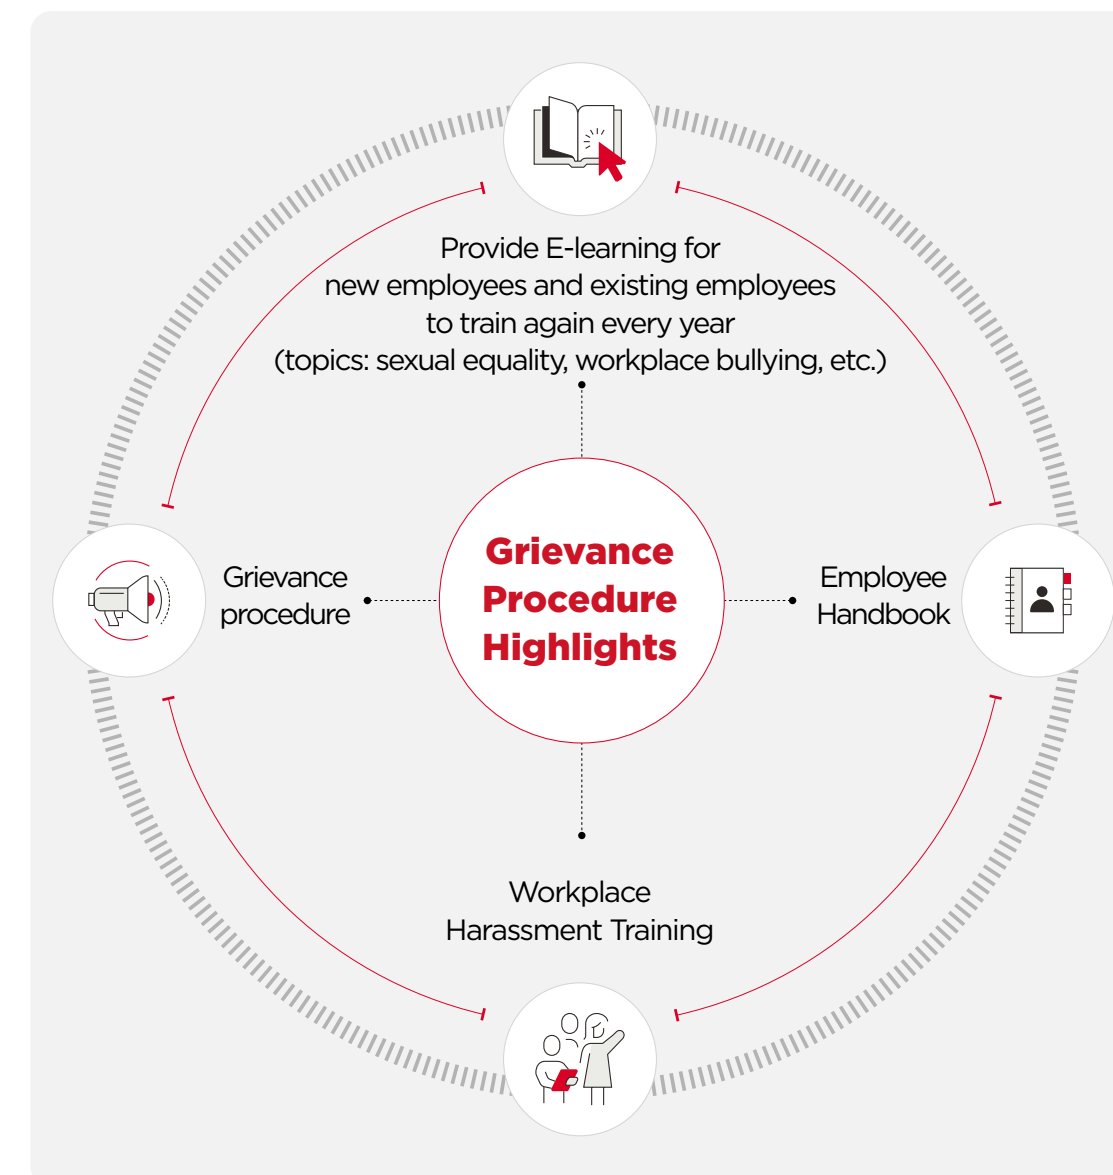 Provide E-learning for
new employees and existing employees
to train again every year
(topics: sexual equality, workplace bullying, etc.)
Grievance
procedure
Grievance
Procedure
Highlights
Employee
Handbook
Workplace
Harassment Training